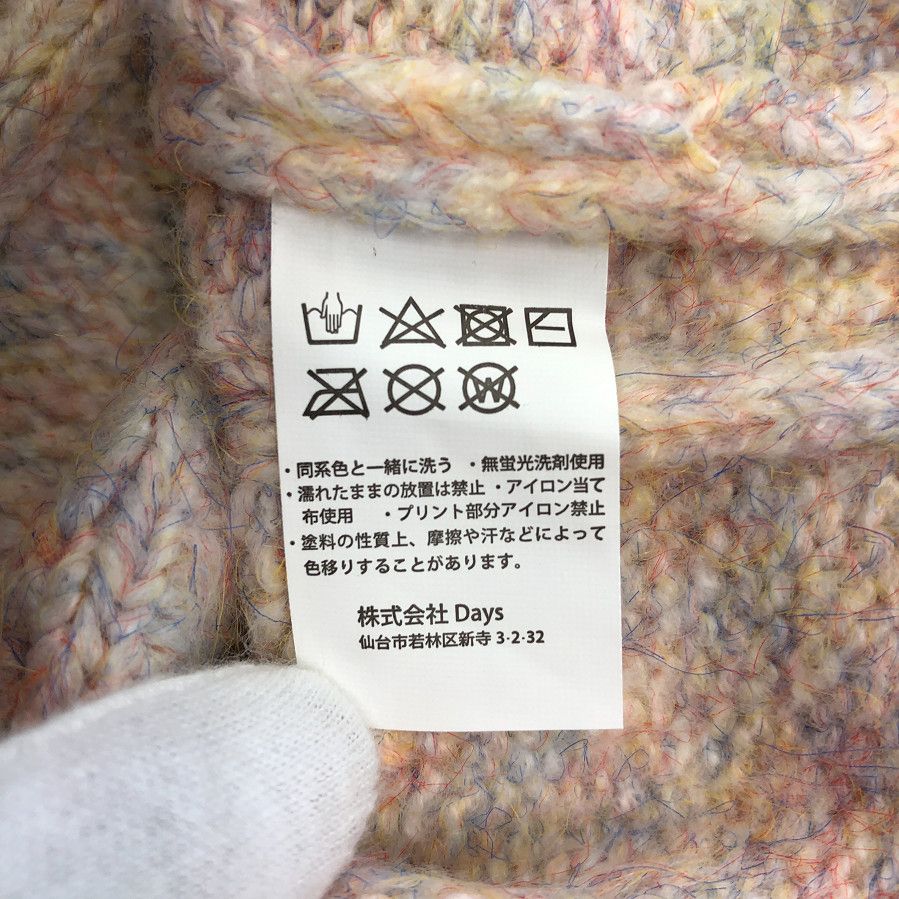 ・同系色と一緒に洗う ・無蛍光洗剤使用
・濡れたままの放置は禁止 ・アイロン当て
布使用 ・プリント部分アイロン禁止
・塗料の性質上、摩擦や汗などによって
色移りすることがあります。
株式会社 Days
仙台市若林区新寺 3-2-32